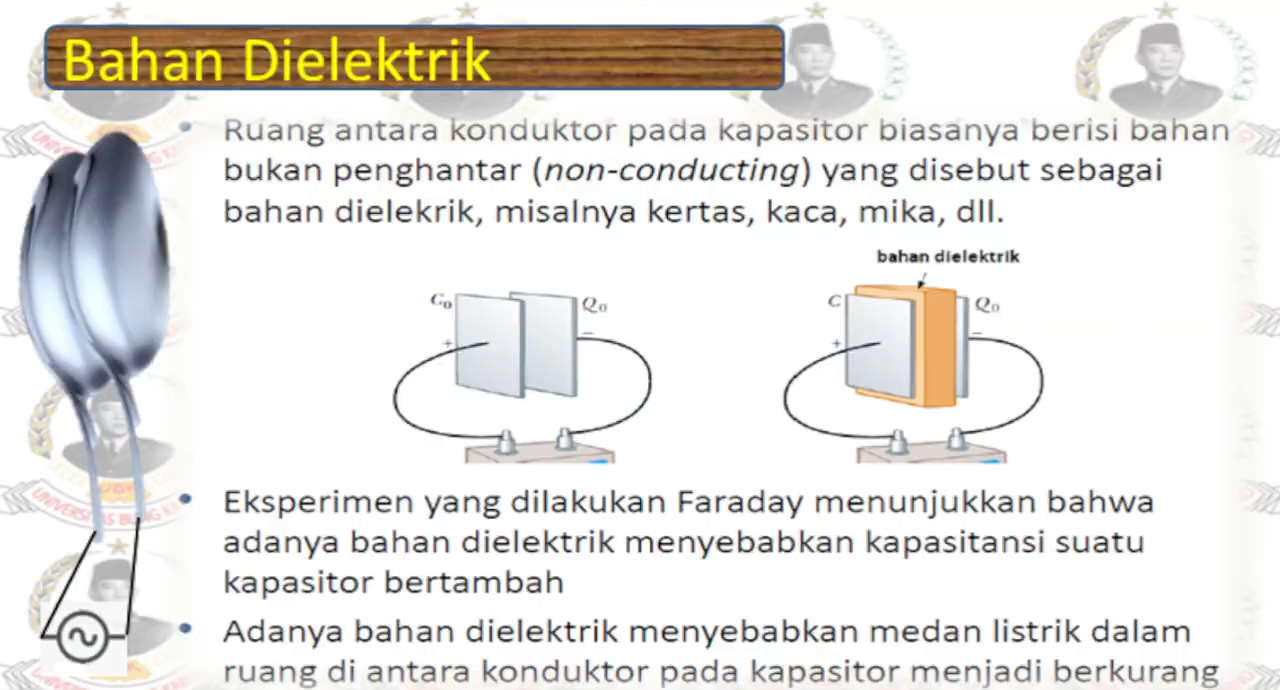 Bahan Dielektrik
• Ruang antara konduktor pada kapasitor biasanya berisi bahan
bukan penghantar (non-conducting) yang disebut sebagai
bahan dielekrik, misalnya kertas, kaca, mika, dll.
bahan dielektrik
C₀ Q₀
+ −
C Q₀
+ −
• Eksperimen yang dilakukan Faraday menunjukkan bahwa
adanya bahan dielektrik menyebabkan kapasitansi suatu
kapasitor bertambah
• Adanya bahan dielektrik menyebabkan medan listrik dalam
ruang di antara konduktor pada kapasitor menjadi berkurang